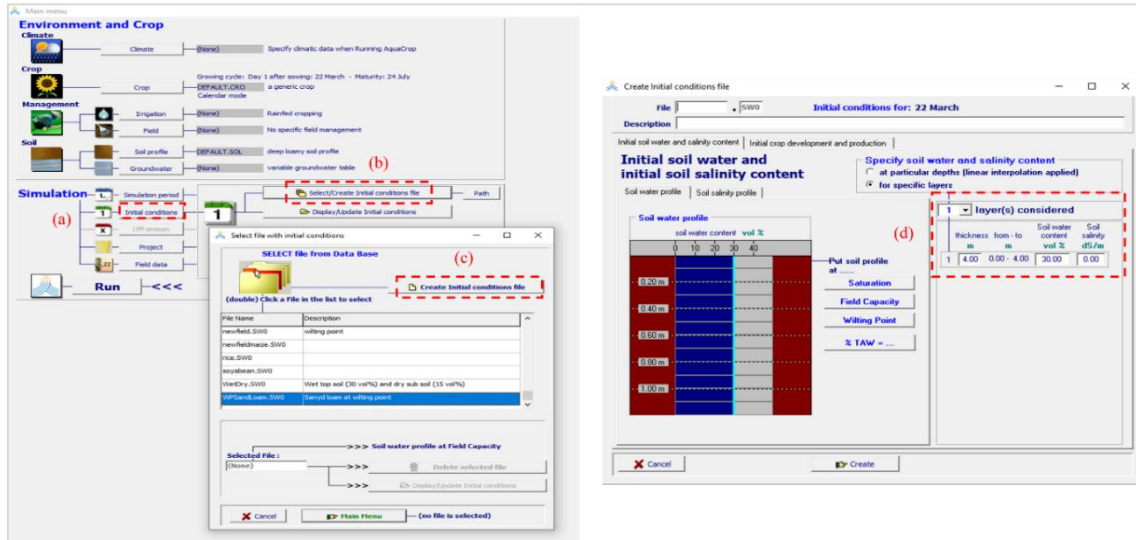 Main menu
Environment and Crop
Climate
Climate (None) Specify climatic data when Running AquaCrop
Crop
Growing cycle: Day 1 after sowing: 22 March - Maturity: 24 July
Crop DEFAULT.CRO a generic crop
Calendar mode
Management
Irrigation (None) Rainfed cropping
Field (None) No specific field management
Soil
(b)
Soil profile DEFAULT.SOL deep loamy soil profile
Groundwater (None) variable groundwater table
Simulation
Simulation period
Select/Create Initial conditions file Path
(a)
1 Initial conditions 1
Display/Update Initial conditions
X Off-season
Project
Field data
Run <<<
Select file with initial conditions
SELECT file from Data Base
(c)
Create Initial conditions file
(double) Click a File in the list to select
File Name Description
newfield.SW0 wilting point
newfieldmaize.SW0
rice.SW0
soyabean.SW0
WetDry.SW0 Wet top soil (30 vol%) and dry sub soil (15 vol%)
WPSandLoam.SW0 Sanyd loam at wilting point
>>> Soil water profile at Field Capacity
Selected File :
(None) >>> Delete selected file
>>> Display/Update Initial conditions
Cancel Main Menu (no file is selected)
Create Initial conditions file
File . SW0 Initial conditions for: 22 March
Description
Initial soil water and salinity content Initial crop development and production
Initial soil water and
initial soil salinity content
Specify soil water and salinity content
at particular depths (linear interpolation applied)
for specific layers
Soil water profile Soil salinity profile
(d)
1 layer(s) considered
Soil water profile
soil water content vol %
0 10 20 30 40
thickness from - to Soil water content Soil salinity
m m vol % dS/m
1 4.00 0.00 - 4.00 30.00 0.00
Put soil profile
at .....
Saturation
Field Capacity
Wilting Point
% TAW = ...
0.20 m
0.40 m
0.60 m
0.80 m
1.00 m
Cancel Create